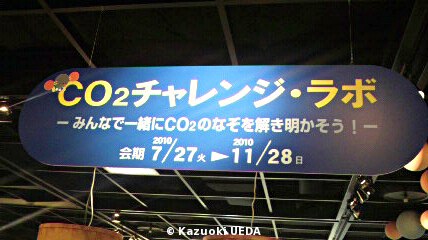 CO2チャレンジ・ラボ
－みんなで一緒にCO2のなぞを解き明かそう！－
会期 2010 7/27火 ► 2010 11/28日
© Kazuoki UEDA